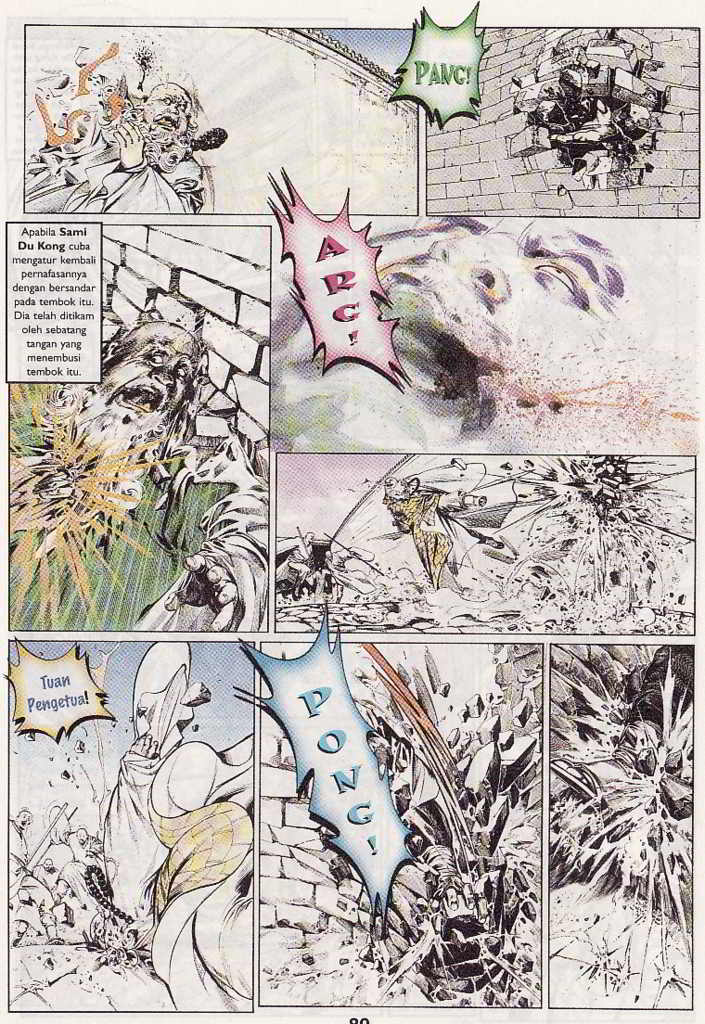 PANG!
Apabila Sami
Du Kong cuba
mengatur kembali
pernafasannya
dengan bersandar
pada tembok itu.
Dia telah ditikam
oleh sebatang
tangan yang
menembusi
tembok itu.
ARG!
Tuan
Pengetua!
PONG!
80